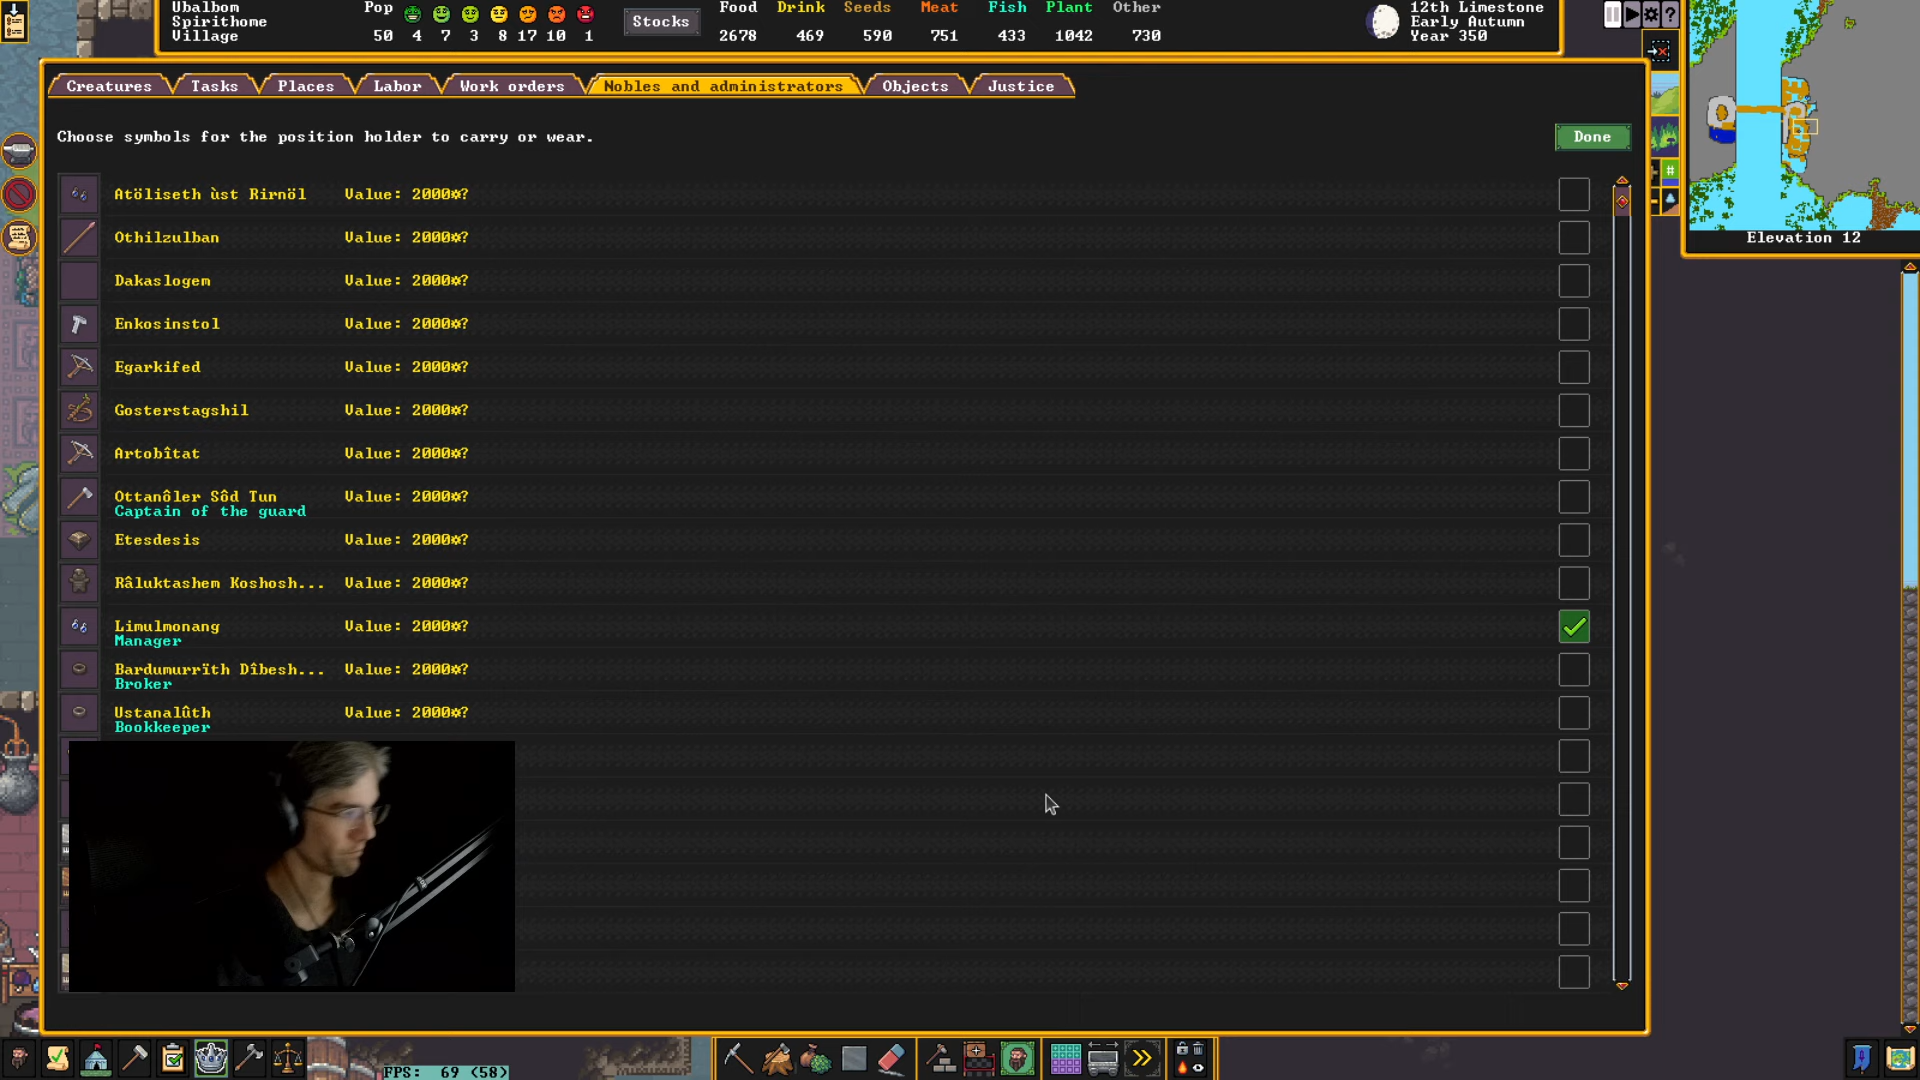 Ubalbom
Spirithome
Village
Pop
50 4 7 3 8 17 10 1
Stocks
Food Drink Seeds Meat Fish Plant Other
2678 469 590 751 433 1042 730
12th Limestone
Early Autumn
Year 350
Elevation 12
Creatures Tasks Places Labor Work orders Nobles and administrators Objects Justice
Choose symbols for the position holder to carry or wear.
Done
Atöliseth ùst Rirnöl Value: 2000☼?
Othilzulban Value: 2000☼?
Dakaslogem Value: 2000☼?
Enkosinstol Value: 2000☼?
Egarkifed Value: 2000☼?
Gosterstagshil Value: 2000☼?
Artobîtat Value: 2000☼?
Ottanôler Sôd Tun Value: 2000☼?
Captain of the guard
Etesdesis Value: 2000☼?
Râluktashem Koshosh... Value: 2000☼?
Limulmonang Value: 2000☼?
Manager
Bardumurrïth Dîbesh... Value: 2000☼?
Broker
Ustanalûth Value: 2000☼?
Bookkeeper
FPS: 69 (58)